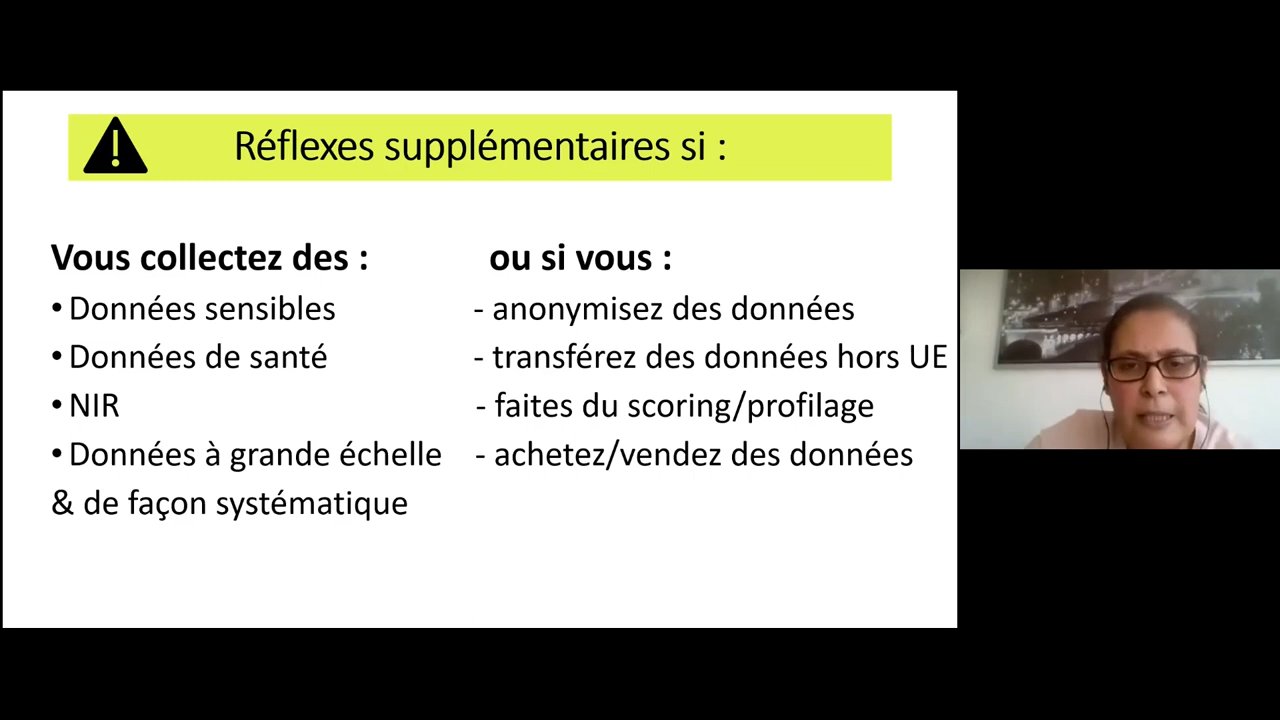 Réflexes supplémentaires si :
Vous collectez des :
• Données sensibles
• Données de santé
• NIR
• Données à grande échelle
& de façon systématique
ou si vous :
- anonymisez des données
- transférez des données hors UE
- faites du scoring/profilage
- achetez/vendez des données